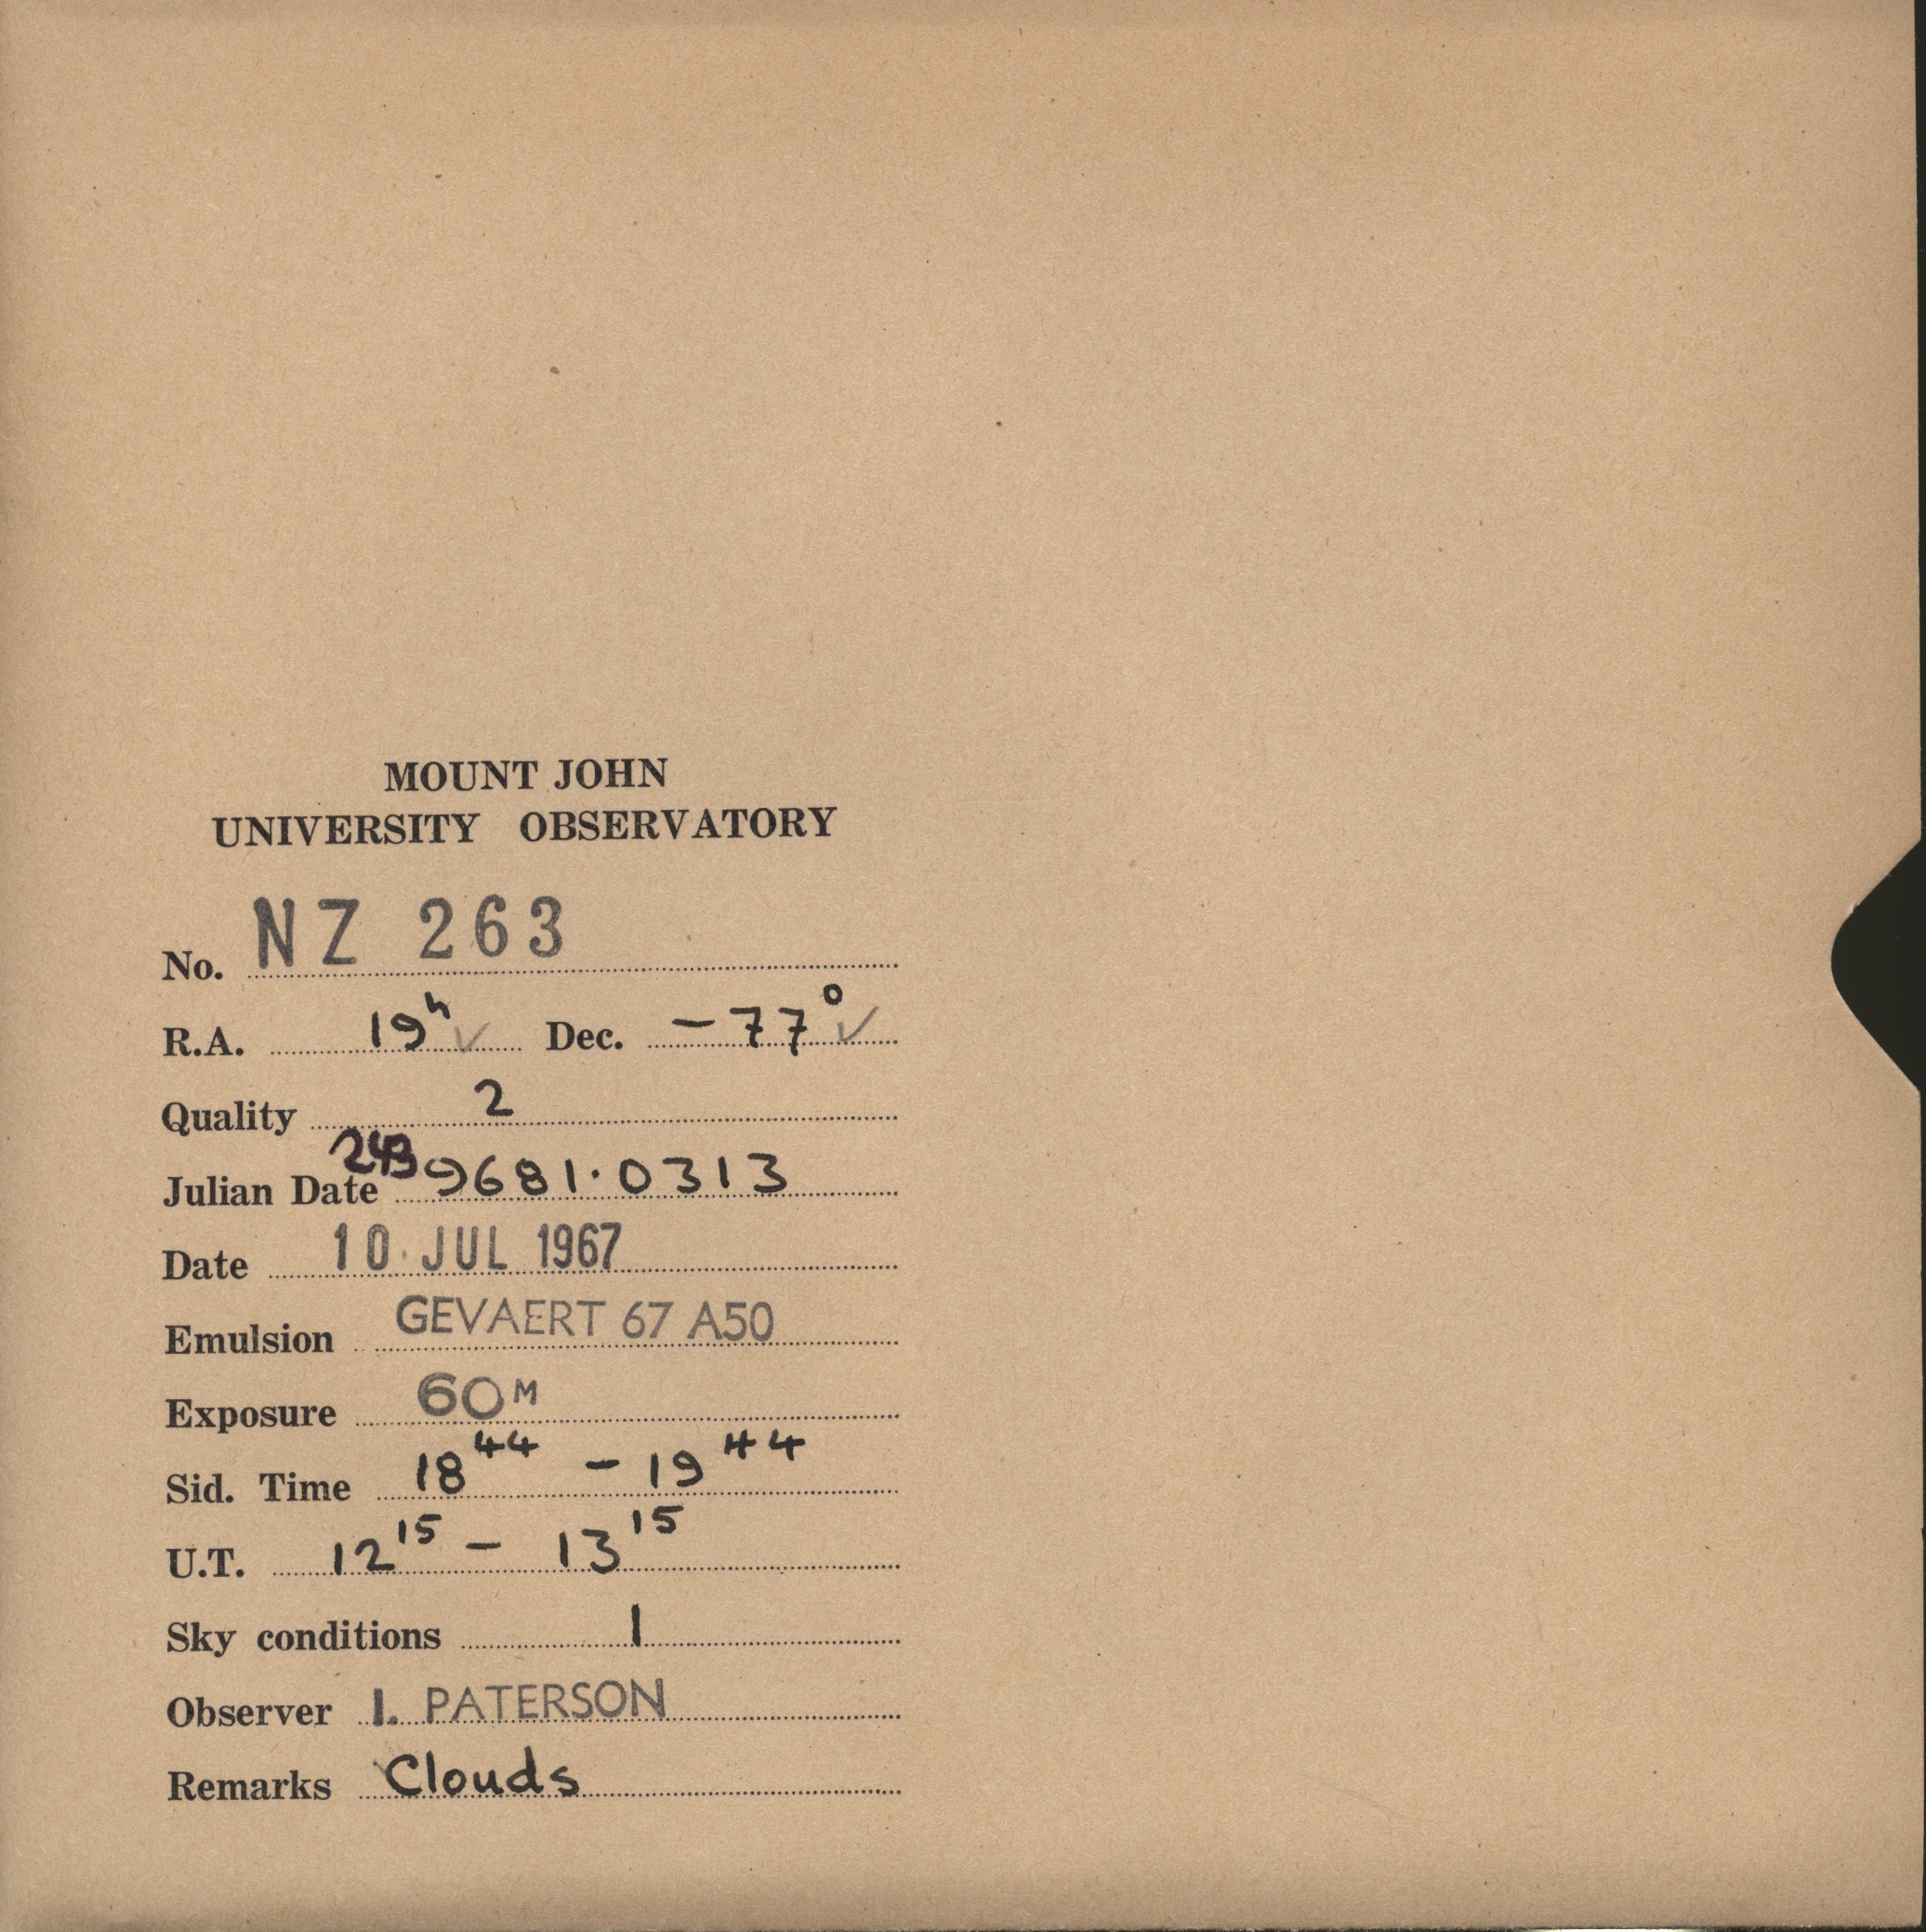 MOUNT JOHN
UNIVERSITY OBSERVATORY
No. NZ 263
R.A. 19h ✓ Dec. -77° ✓
Quality 2
Julian Date 2439681.0313
Date 10 JUL 1967
Emulsion GEVAERT 67 A50
Exposure 60M
Sid. Time 18 44 - 19 44
U.T. 12 15 - 13 15
Sky conditions 1
Observer I. PATERSON
Remarks Clouds